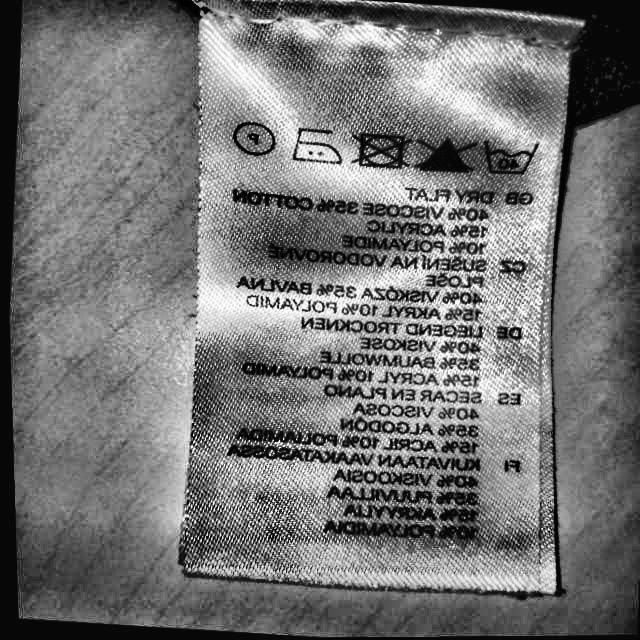 40
P
GB DRY FLAT
40% VISCOSE 35% COTTON
15% ACRYLIC
10% POLYAMIDE
CZ SUŠENÍ NA VODOROVNÉ
PLOŠE
40% VISKÓZA 35% BAVLNA
15% AKRYL 10% POLYAMID
DE LIEGEND TROCKNEN
40% VISKOSE
35% BAUMWOLLE
15% ACRYL 10% POLYAMID
ES SECAR EN PLANO
40% VISCOSA
35% ALGODÓN
15% ACRIL 10% POLIAMIDA
FI KUIVATAAN VAAKATASOSSA
40% VISKOOSIA
35% PUUVILLAA
15% AKRYYLIA
10% POLYAMIDIA